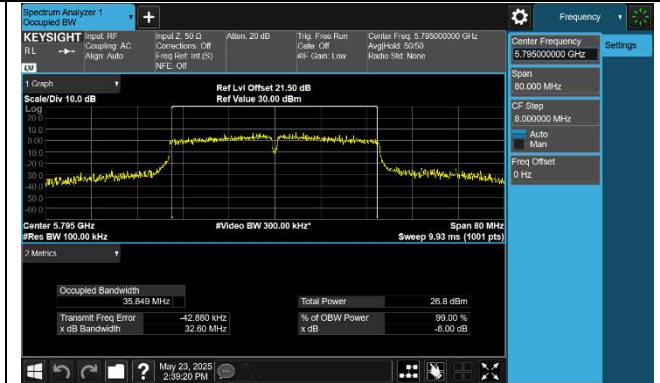 Spectrum Analyzer 1
Occupied BW
Frequency
KEYSIGHT
RL
LXI
Input: RF
Coupling: AC
Align: Auto
Input Z: 50 Ω
Corrections: Off
Freq Ref: Int (S)
NFE: Off
Atten: 20 dB
Trig: Free Run
Gate: Off
#IF Gain: Low
Center Freq: 5.795000000 GHz
Avg|Hold: 50/50
Radio Std: None
Center Frequency
5.795000000 GHz
Settings
Span
80.000 MHz
CF Step
8.000000 MHz
Auto
Man
Freq Offset
0 Hz
1 Graph
Scale/Div 10.0 dB
Ref Lvl Offset 21.50 dB
Ref Value 30.00 dBm
Log
20.0
10.0
0.00
-10.0
-20.0
-30.0
-40.0
-50.0
-60.0
Center 5.795 GHz
#Res BW 100.00 kHz
#Video BW 300.00 kHz*
Span 80 MHz
Sweep 9.93 ms (1001 pts)
2 Metrics
Occupied Bandwidth
35.849 MHz
Total Power
26.8 dBm
Transmit Freq Error
-42.880 kHz
% of OBW Power
99.00 %
x dB Bandwidth
32.60 MHz
x dB
-6.00 dB
May 23, 2025
2:39:20 PM